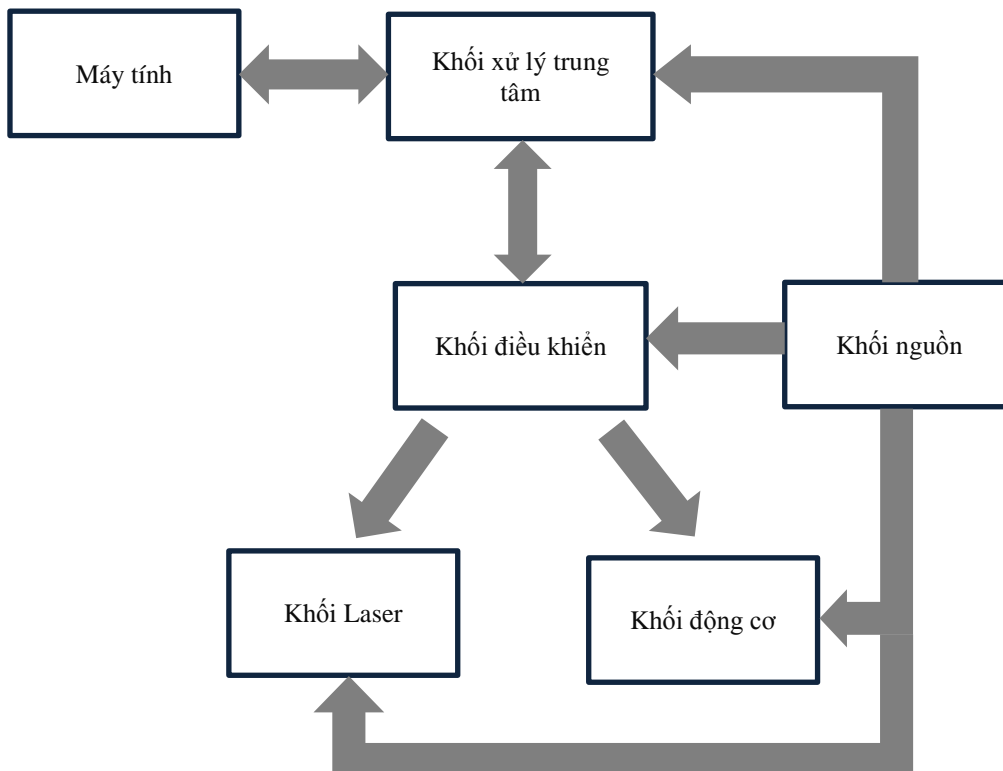 Máy tính
Khối xử lý trung
tâm
Khối điều khiển
Khối nguồn
Khối Laser
Khối động cơ